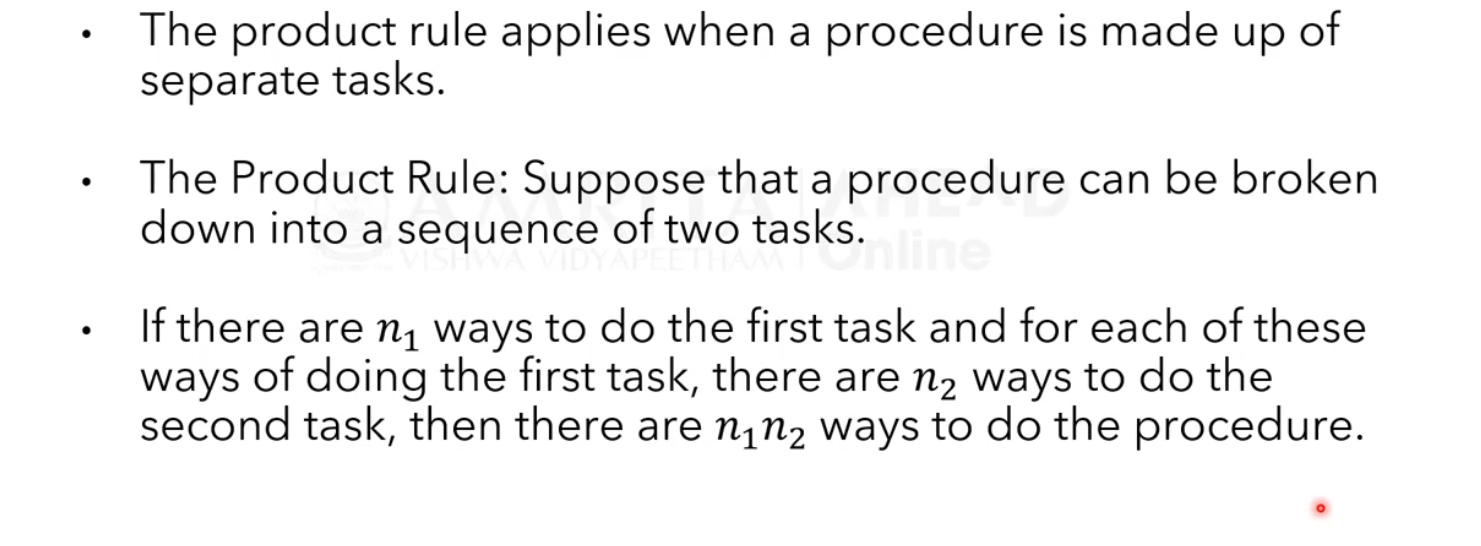 • The product rule applies when a procedure is made up of
separate tasks.
• The Product Rule: Suppose that a procedure can be broken
down into a sequence of two tasks.
AMRITA | AHEAD
VISHWA VIDYAPEETHAM | Online
• If there are n₁ ways to do the first task and for each of these
ways of doing the first task, there are n₂ ways to do the
second task, then there are n₁n₂ ways to do the procedure.